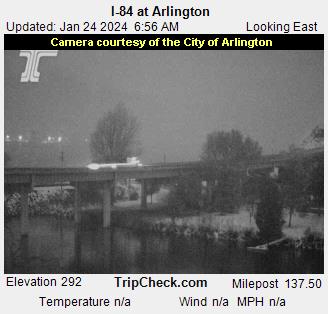 I-84 at Arlington
Updated: Jan 24 2024 6:56 AM Looking East
Camera courtesy of the City of Arlington
Elevation 292 TripCheck.com Milepost 137.50
Temperature n/a Wind n/a MPH n/a